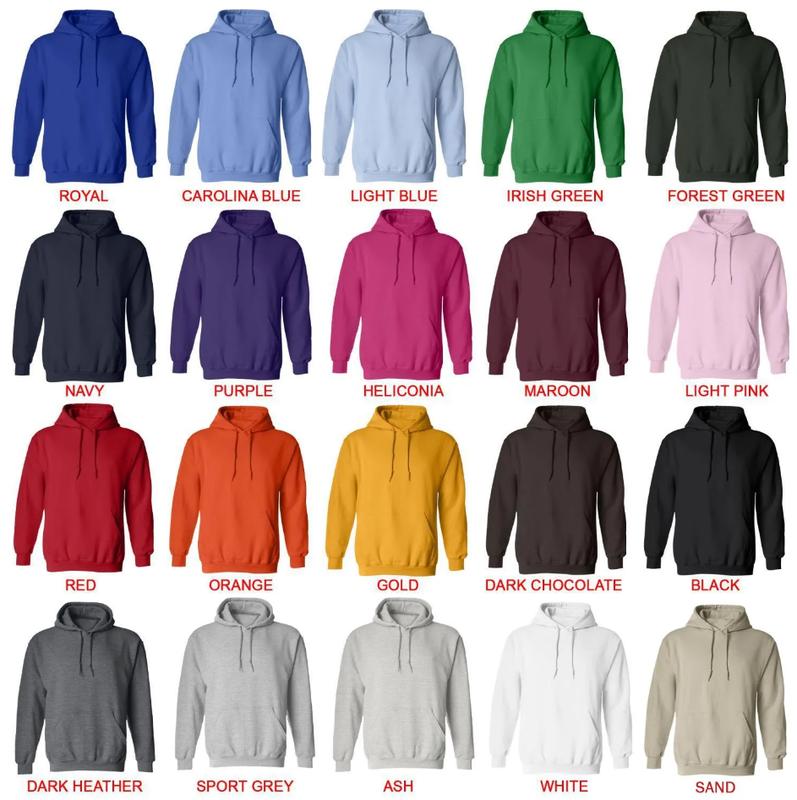 ROYAL
CAROLINA BLUE
LIGHT BLUE
IRISH GREEN
FOREST GREEN
NAVY
PURPLE
HELICONIA
MAROON
LIGHT PINK
RED
ORANGE
GOLD
DARK CHOCOLATE
BLACK
DARK HEATHER
SPORT GREY
ASH
WHITE
SAND